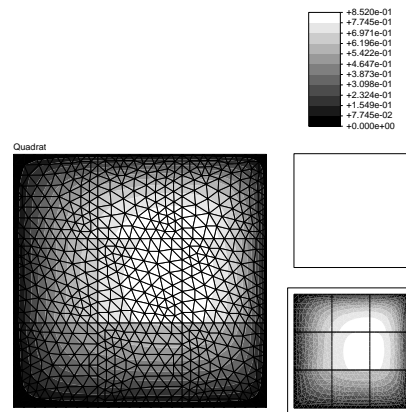 +8.520e-01
+7.745e-01
+6.971e-01
+6.196e-01
+5.422e-01
+4.647e-01
+3.873e-01
+3.098e-01
+2.324e-01
+1.549e-01
+7.745e-02
+0.000e+00
Quadrat